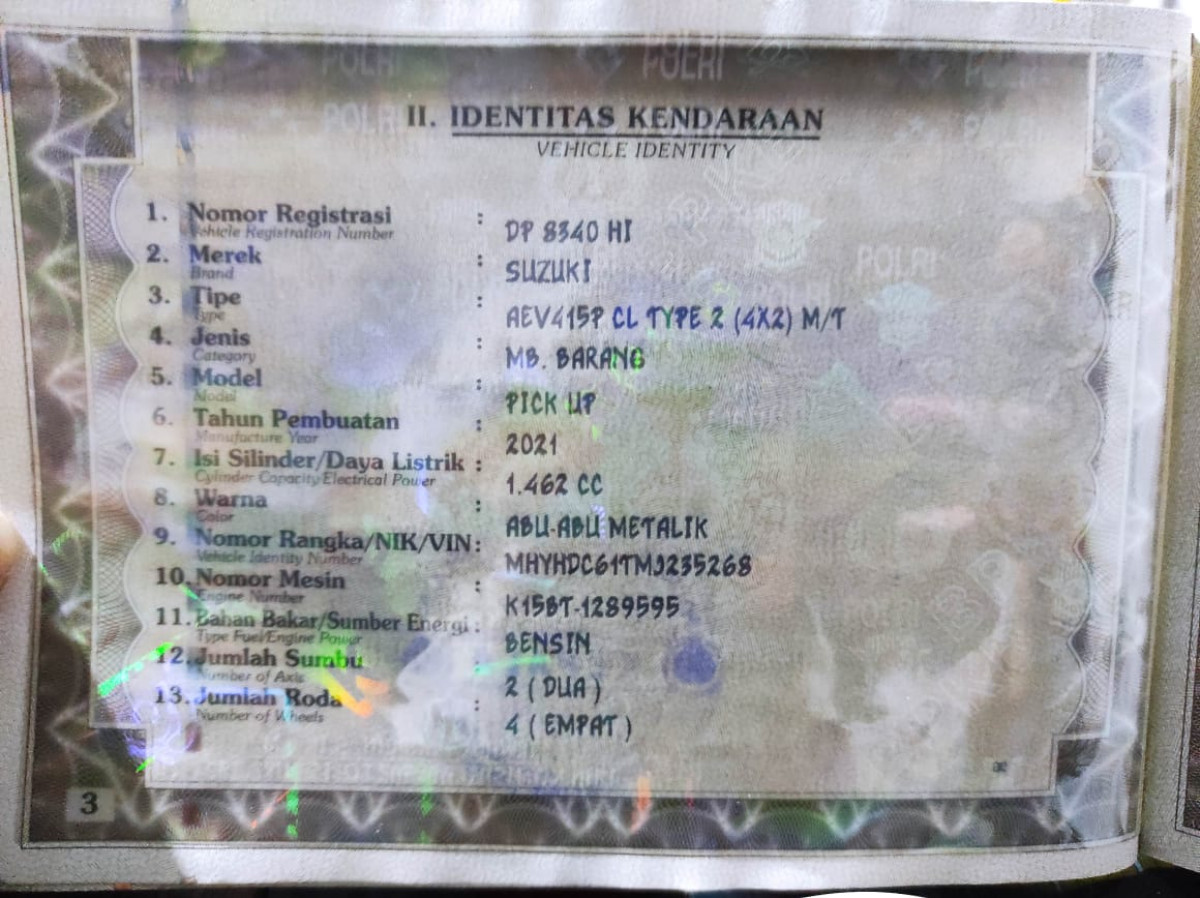 II. IDENTITAS KENDARAAN
VEHICLE IDENTITY
1. Nomor Registrasi : DP 8340 HI
Vehicle Registration Number
2. Merek : SUZUKI
Brand
3. Tipe : AEV415P CL TYPE 2 (4X2) M/T
Type
4. Jenis : MB. BARANG
Category
5. Model : PICK UP
Model
6. Tahun Pembuatan : 2021
Manufacture Year
7. Isi Silinder/Daya Listrik : 1.462 CC
Cylinder Capacity/Electrical Power
8. Warna : ABU-ABU METALIK
Color
9. Nomor Rangka/NIK/VIN : MHYHDC61TMJ235268
Vehicle Identity Number
10. Nomor Mesin : K15BT-1289595
Engine Number
11. Bahan Bakar/Sumber Energi : BENSIN
Type Fuel/Engine Power
12. Jumlah Sumbu : 2 ( DUA )
Number of Axis
13. Jumlah Roda : 4 ( EMPAT )
Number of Wheels
3
POLRI
POLRI
POLRI
POLRI